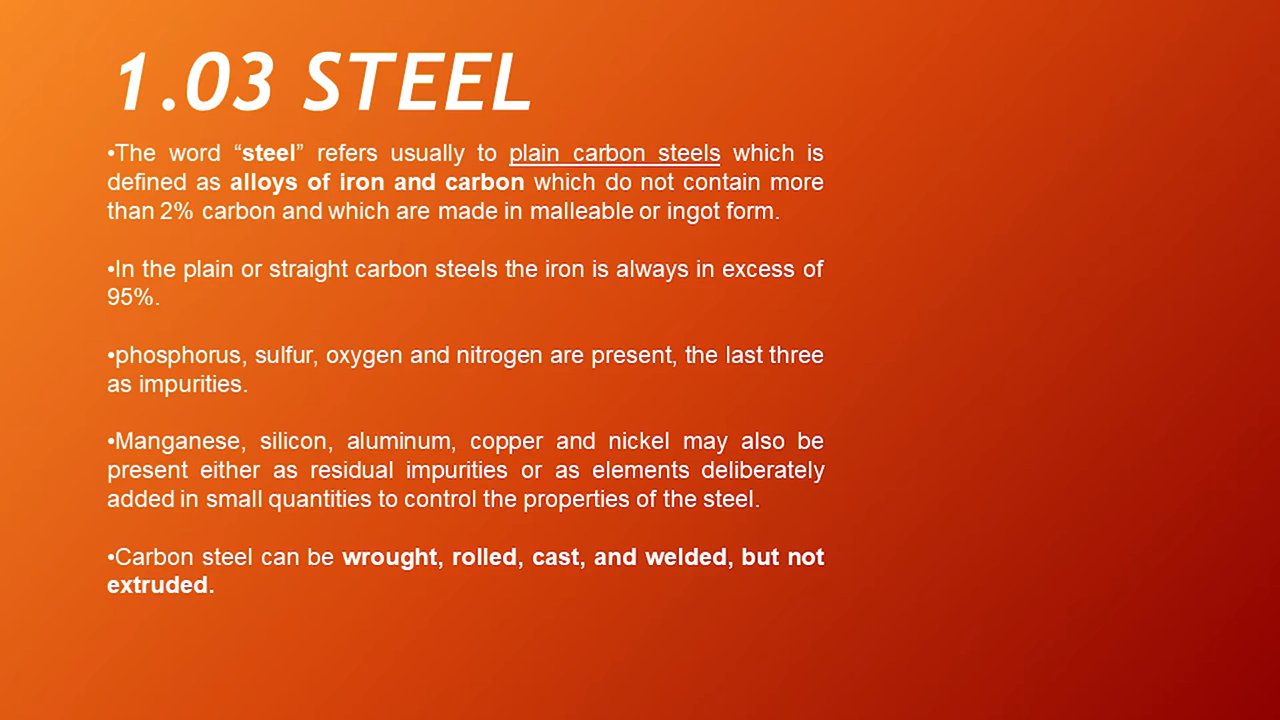 1.03 STEEL
•The word “steel” refers usually to plain carbon steels which is
defined as alloys of iron and carbon which do not contain more
than 2% carbon and which are made in malleable or ingot form.
•In the plain or straight carbon steels the iron is always in excess of
95%.
•phosphorus, sulfur, oxygen and nitrogen are present, the last three
as impurities.
•Manganese, silicon, aluminum, copper and nickel may also be
present either as residual impurities or as elements deliberately
added in small quantities to control the properties of the steel.
•Carbon steel can be wrought, rolled, cast, and welded, but not
extruded.